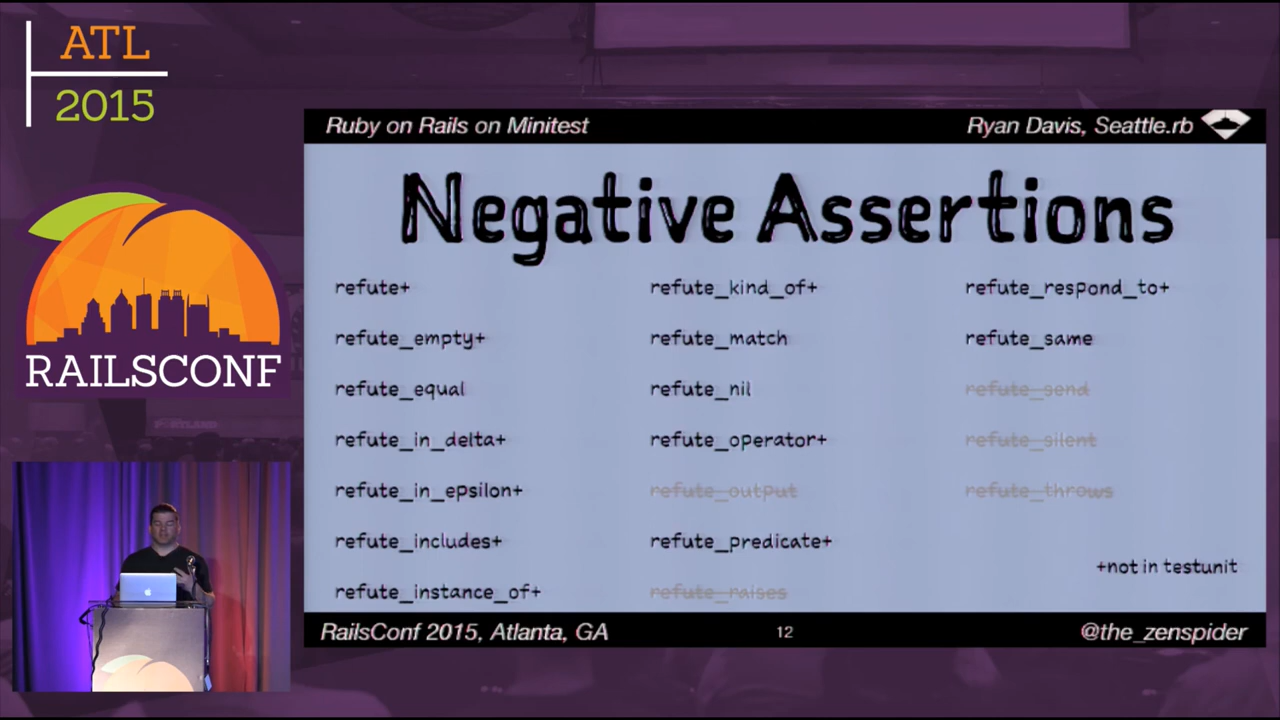 ATL
2015
RAILSCONF
Ruby on Rails on Minitest
Ryan Davis, Seattle.rb
Negative Assertions
refute+
refute_empty+
refute_equal
refute_in_delta+
refute_in_epsilon+
refute_includes+
refute_instance_of+
refute_kind_of+
refute_match
refute_nil
refute_operator+
refute_output
refute_predicate+
refute_raises
refute_respond_to+
refute_same
refute_send
refute_silent
refute_throws
+not in testunit
RailsConf 2015, Atlanta, GA
12
@the_zenspider